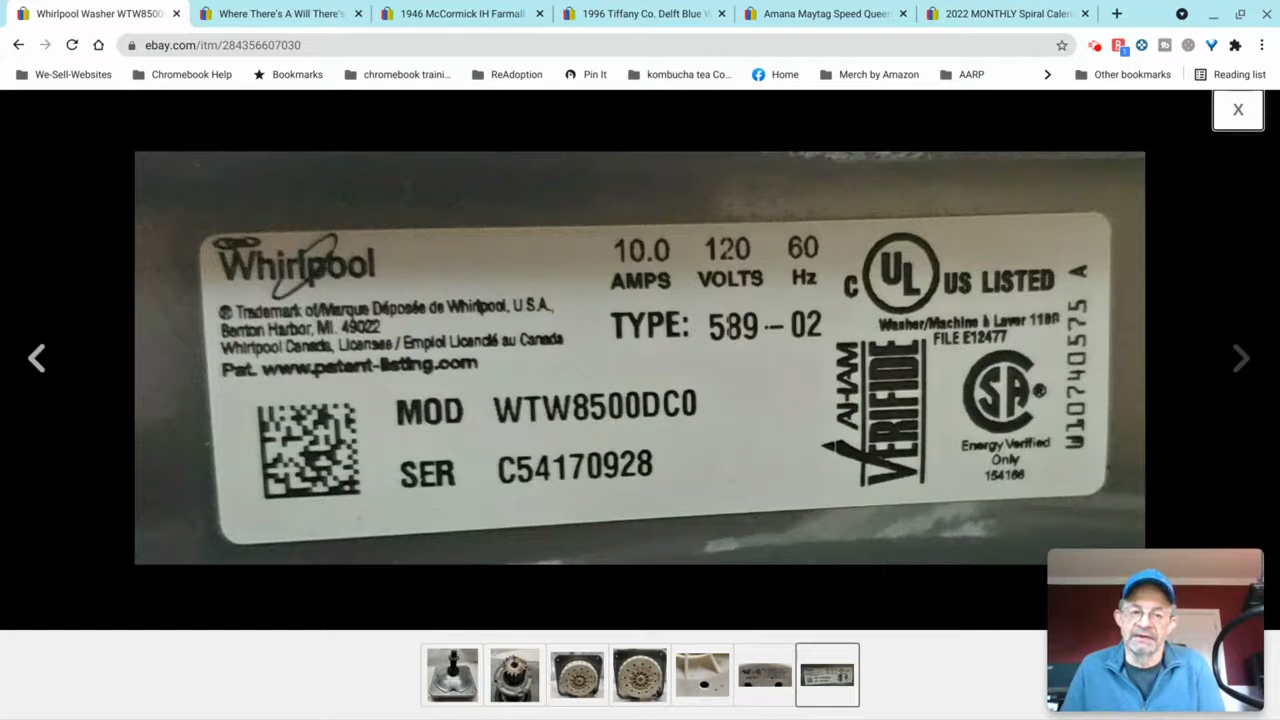 Whirlpool Washer WTW8500
Where There's A Will There's
1946 McCormick IH Farmall
1996 Tiffany Co. Delft Blue
Amana Maytag Speed Queen
2022 MONTHLY Spiral Calen
ebay.com/itm/284356607030
We-Sell-Websites
Chromebook Help
Bookmarks
chromebook traini...
ReAdoption
Pin It
kombucha tea Co...
Home
Merch by Amazon
AARP
Other bookmarks
Reading list
X
Whirlpool
® Trademark of/Marque Déposée de Whirlpool, U.S.A.,
Benton Harbor, MI. 49022
Whirlpool Canada, Licensee / Emploi Licencié au Canada
Pat. www.patent-listing.com
10.0 120 60
AMPS VOLTS Hz
TYPE: 589-02
MOD WTW8500DC0
SER C54170928
C UL US LISTED
Washer/Machine à Laver 119R
FILE E12477
AHAM
VERIFIDE
SA ®
Energy Verified
Only
154166
W10740575 A